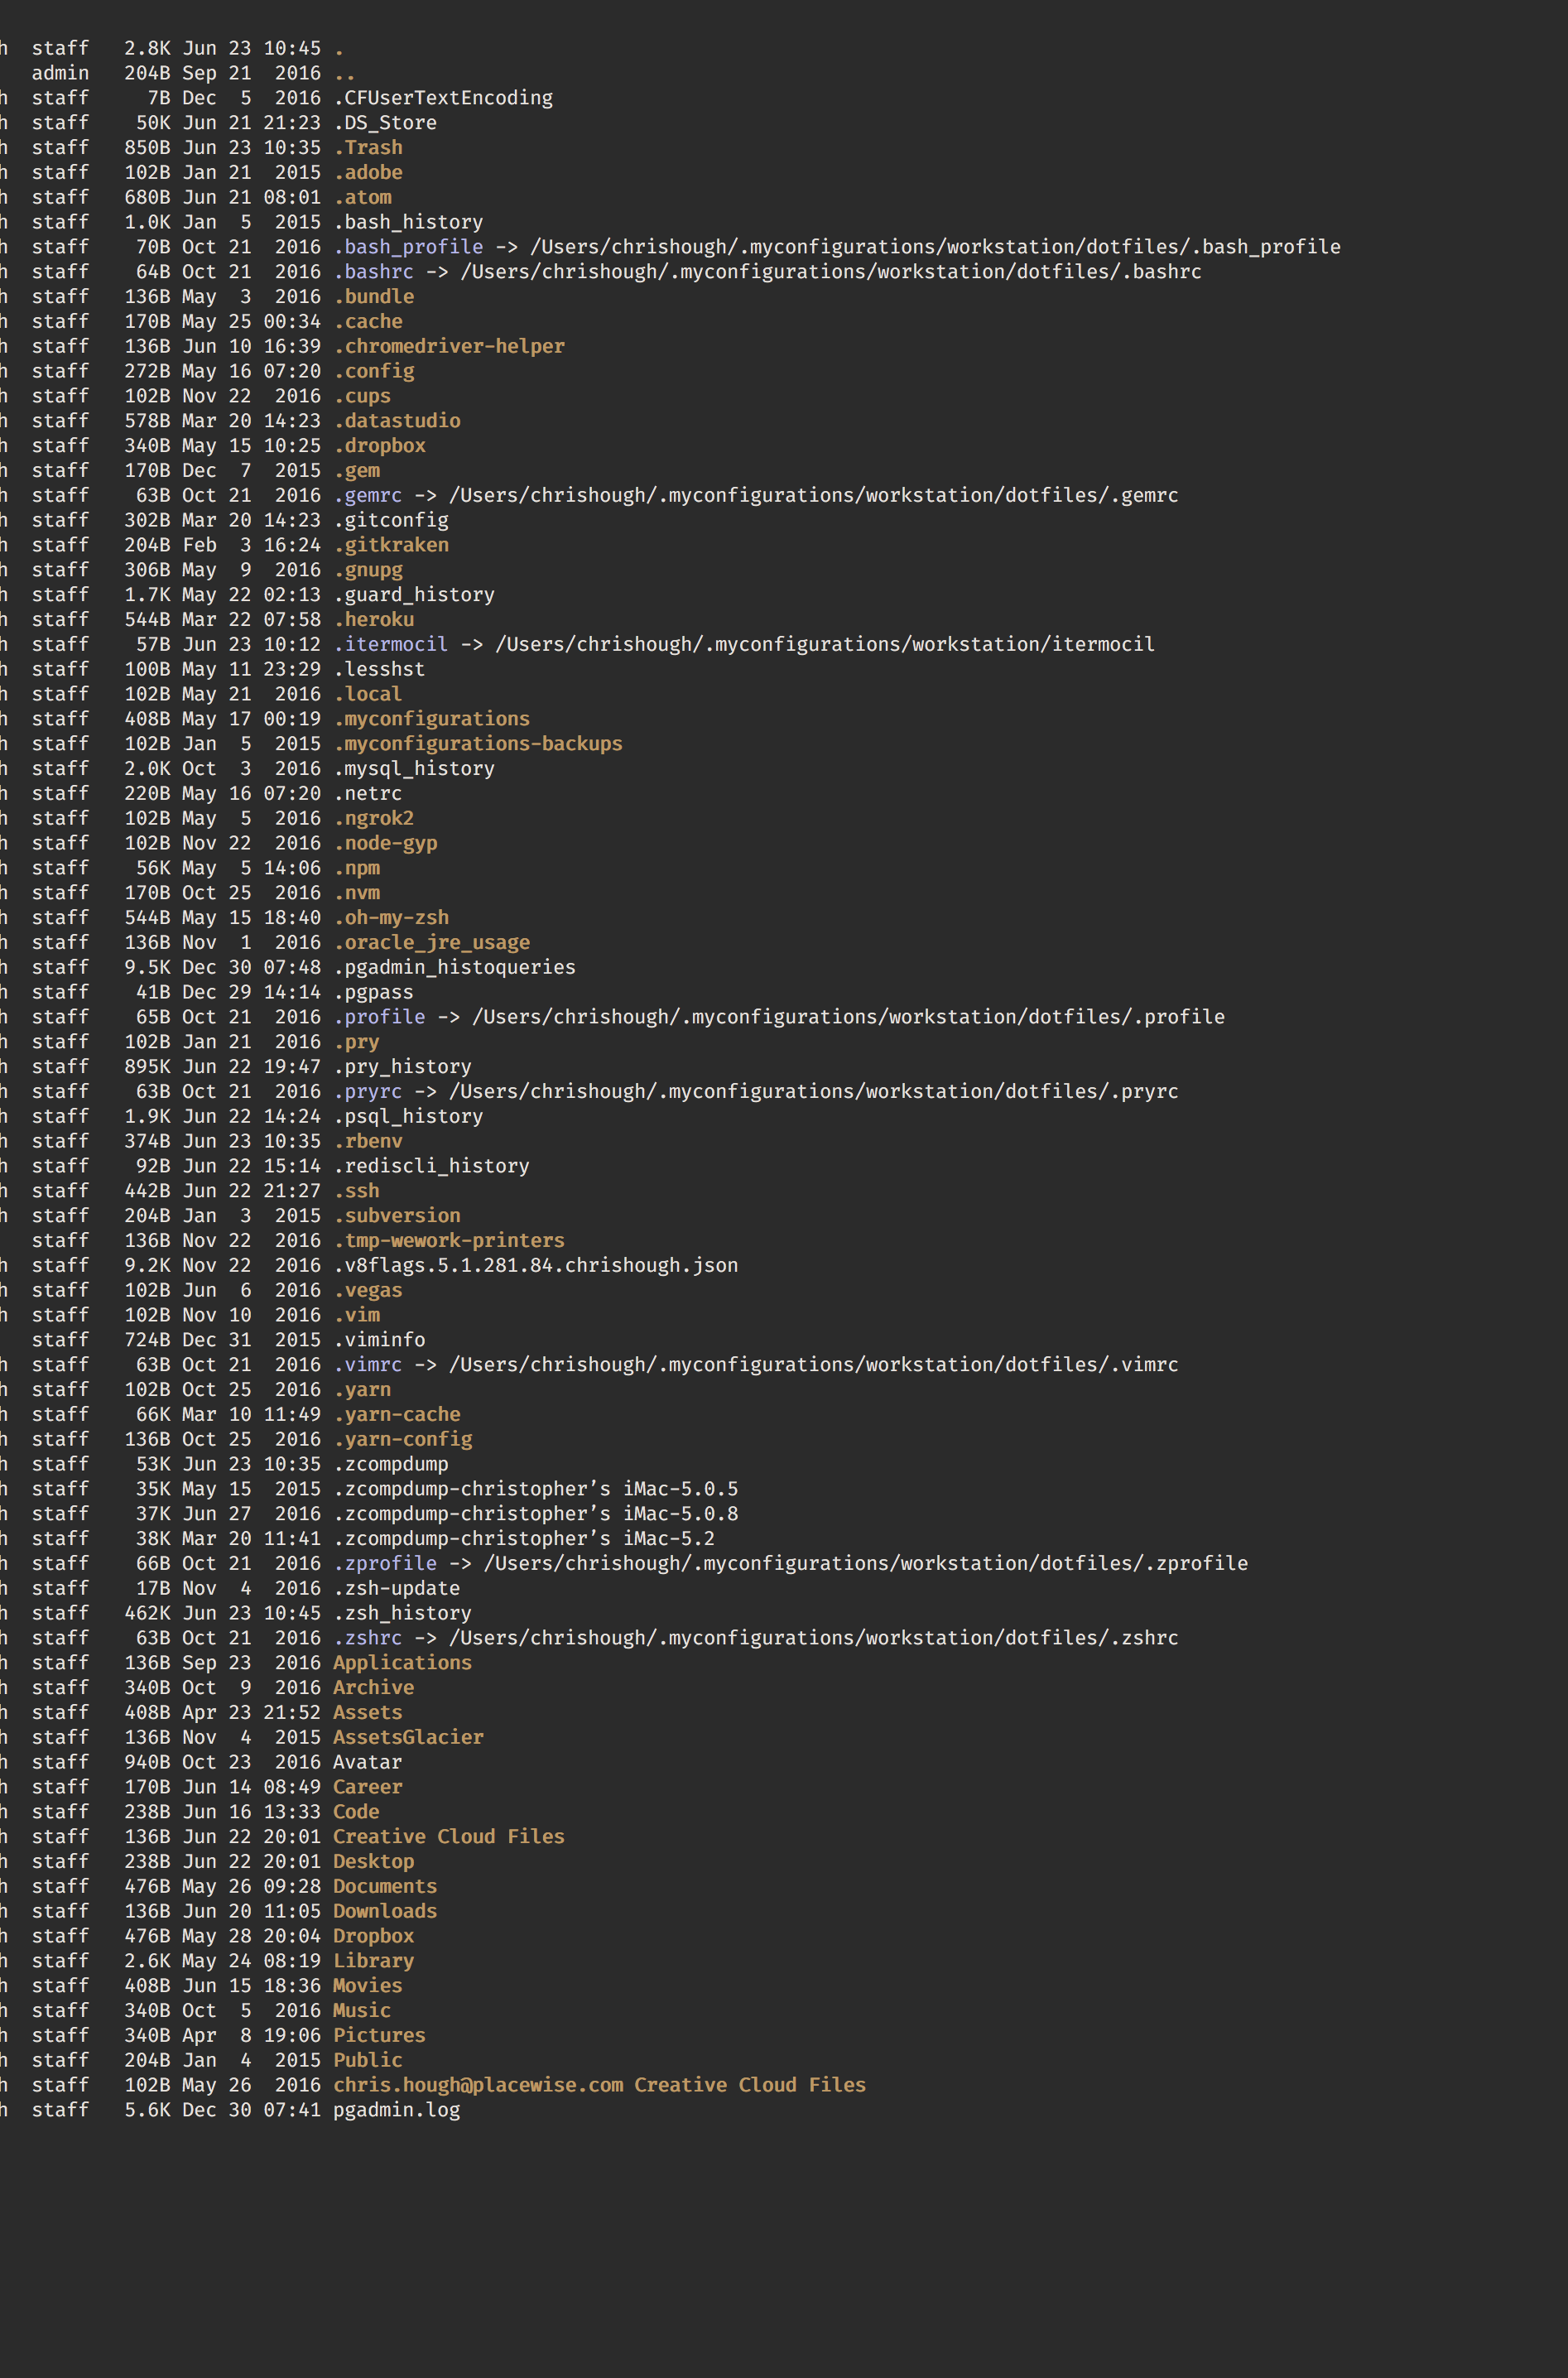 h  staff   2.8K Jun 23 10:45 .
   admin   204B Sep 21  2016 ..
h  staff     7B Dec  5  2016 .CFUserTextEncoding
h  staff    50K Jun 21 21:23 .DS_Store
h  staff   850B Jun 23 10:35 .Trash
h  staff   102B Jan 21  2015 .adobe
h  staff   680B Jun 21 08:01 .atom
h  staff   1.0K Jan  5  2015 .bash_history
h  staff    70B Oct 21  2016 .bash_profile -> /Users/chrishough/.myconfigurations/workstation/dotfiles/.bash_profile
h  staff    64B Oct 21  2016 .bashrc -> /Users/chrishough/.myconfigurations/workstation/dotfiles/.bashrc
h  staff   136B May  3  2016 .bundle
h  staff   170B May 25 00:34 .cache
h  staff   136B Jun 10 16:39 .chromedriver-helper
h  staff   272B May 16 07:20 .config
h  staff   102B Nov 22  2016 .cups
h  staff   578B Mar 20 14:23 .datastudio
h  staff   340B May 15 10:25 .dropbox
h  staff   170B Dec  7  2015 .gem
h  staff    63B Oct 21  2016 .gemrc -> /Users/chrishough/.myconfigurations/workstation/dotfiles/.gemrc
h  staff   302B Mar 20 14:23 .gitconfig
h  staff   204B Feb  3 16:24 .gitkraken
h  staff   306B May  9  2016 .gnupg
h  staff   1.7K May 22 02:13 .guard_history
h  staff   544B Mar 22 07:58 .heroku
h  staff    57B Jun 23 10:12 .itermocil -> /Users/chrishough/.myconfigurations/workstation/itermocil
h  staff   100B May 11 23:29 .lesshst
h  staff   102B May 21  2016 .local
h  staff   408B May 17 00:19 .myconfigurations
h  staff   102B Jan  5  2015 .myconfigurations-backups
h  staff   2.0K Oct  3  2016 .mysql_history
h  staff   220B May 16 07:20 .netrc
h  staff   102B May  5  2016 .ngrok2
h  staff   102B Nov 22  2016 .node-gyp
h  staff    56K May  5 14:06 .npm
h  staff   170B Oct 25  2016 .nvm
h  staff   544B May 15 18:40 .oh-my-zsh
h  staff   136B Nov  1  2016 .oracle_jre_usage
h  staff   9.5K Dec 30 07:48 .pgadmin_histoqueries
h  staff    41B Dec 29 14:14 .pgpass
h  staff    65B Oct 21  2016 .profile -> /Users/chrishough/.myconfigurations/workstation/dotfiles/.profile
h  staff   102B Jan 21  2016 .pry
h  staff   895K Jun 22 19:47 .pry_history
h  staff    63B Oct 21  2016 .pryrc -> /Users/chrishough/.myconfigurations/workstation/dotfiles/.pryrc
h  staff   1.9K Jun 22 14:24 .psql_history
h  staff   374B Jun 23 10:35 .rbenv
h  staff    92B Jun 22 15:14 .rediscli_history
h  staff   442B Jun 22 21:27 .ssh
h  staff   204B Jan  3  2015 .subversion
   staff   136B Nov 22  2016 .tmp-wework-printers
h  staff   9.2K Nov 22  2016 .v8flags.5.1.281.84.chrishough.json
h  staff   102B Jun  6  2016 .vegas
h  staff   102B Nov 10  2016 .vim
   staff   724B Dec 31  2015 .viminfo
h  staff    63B Oct 21  2016 .vimrc -> /Users/chrishough/.myconfigurations/workstation/dotfiles/.vimrc
h  staff   102B Oct 25  2016 .yarn
h  staff    66K Mar 10 11:49 .yarn-cache
h  staff   136B Oct 25  2016 .yarn-config
h  staff    53K Jun 23 10:35 .zcompdump
h  staff    35K May 15  2015 .zcompdump-christopher’s iMac-5.0.5
h  staff    37K Jun 27  2016 .zcompdump-christopher’s iMac-5.0.8
h  staff    38K Mar 20 11:41 .zcompdump-christopher’s iMac-5.2
h  staff    66B Oct 21  2016 .zprofile -> /Users/chrishough/.myconfigurations/workstation/dotfiles/.zprofile
h  staff    17B Nov  4  2016 .zsh-update
h  staff   462K Jun 23 10:45 .zsh_history
h  staff    63B Oct 21  2016 .zshrc -> /Users/chrishough/.myconfigurations/workstation/dotfiles/.zshrc
h  staff   136B Sep 23  2016 Applications
h  staff   340B Oct  9  2016 Archive
h  staff   408B Apr 23 21:52 Assets
h  staff   136B Nov  4  2015 AssetsGlacier
h  staff   940B Oct 23  2016 Avatar
h  staff   170B Jun 14 08:49 Career
h  staff   238B Jun 16 13:33 Code
h  staff   136B Jun 22 20:01 Creative Cloud Files
h  staff   238B Jun 22 20:01 Desktop
h  staff   476B May 26 09:28 Documents
h  staff   136B Jun 20 11:05 Downloads
h  staff   476B May 28 20:04 Dropbox
h  staff   2.6K May 24 08:19 Library
h  staff   408B Jun 15 18:36 Movies
h  staff   340B Oct  5  2016 Music
h  staff   340B Apr  8 19:06 Pictures
h  staff   204B Jan  4  2015 Public
h  staff   102B May 26  2016 chris.hough@placewise.com Creative Cloud Files
h  staff   5.6K Dec 30 07:41 pgadmin.log